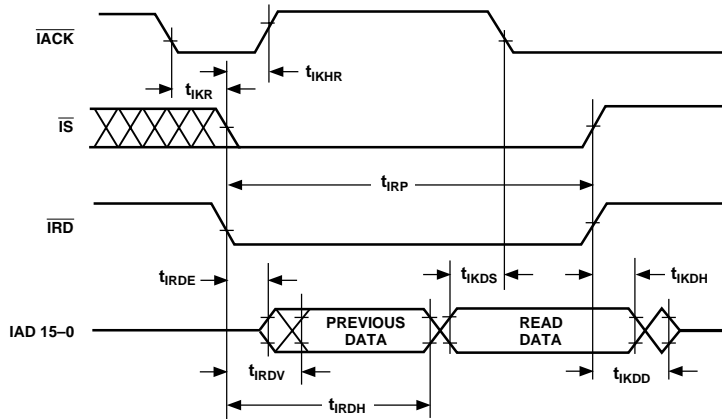 IACK
tIKR
tIKHR
IS
tIRP
IRD
tIRDE
tIKDS
tIKDH
IAD 15–0
PREVIOUS
DATA
READ
DATA
tIRDV
tIKDD
tIRDH